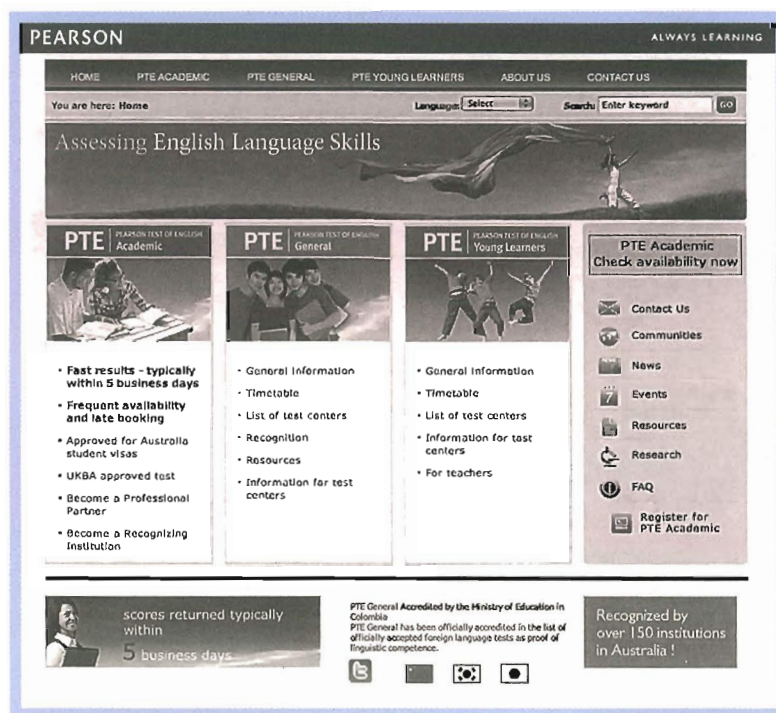 PEARSON
ALWAYS LEARNING
HOME PTE ACADEMIC PTE GENERAL PTE YOUNG LEARNERS ABOUT US CONTACT US
You are here: Home
Language: Select
Search: Enter keyword GO
Assessing English Language Skills
PTE PEARSON TEST OF ENGLISH
Academic
• Fast results - typically
within 5 business days
• Frequent availability
and late booking
• Approved for Australia
student visas
• UKBA approved test
• Become a Professional
Partner
• Become a Recognizing
Institution
PTE PEARSON TEST OF ENGLISH
General
• General Information
• Timetable
• List of test centers
• Recognition
• Resources
• Information for test
centers
PTE PEARSON TEST OF ENGLISH
Young Learners
• General Information
• Timetable
• List of test centers
• Information for test
centers
• For teachers
PTE Academic
Check availability now
Contact Us
Communities
News
7 Events
Resources
Research
FAQ
Register for
PTE Academic
scores returned typically
within
5 business days
PTE General Accredited by the Ministry of Education in
Colombia
PTE General has been officially accredited in the list of
officially accepted foreign language tests as proof of
linguistic competence.
Recognized by
over 150 institutions
in Australia !